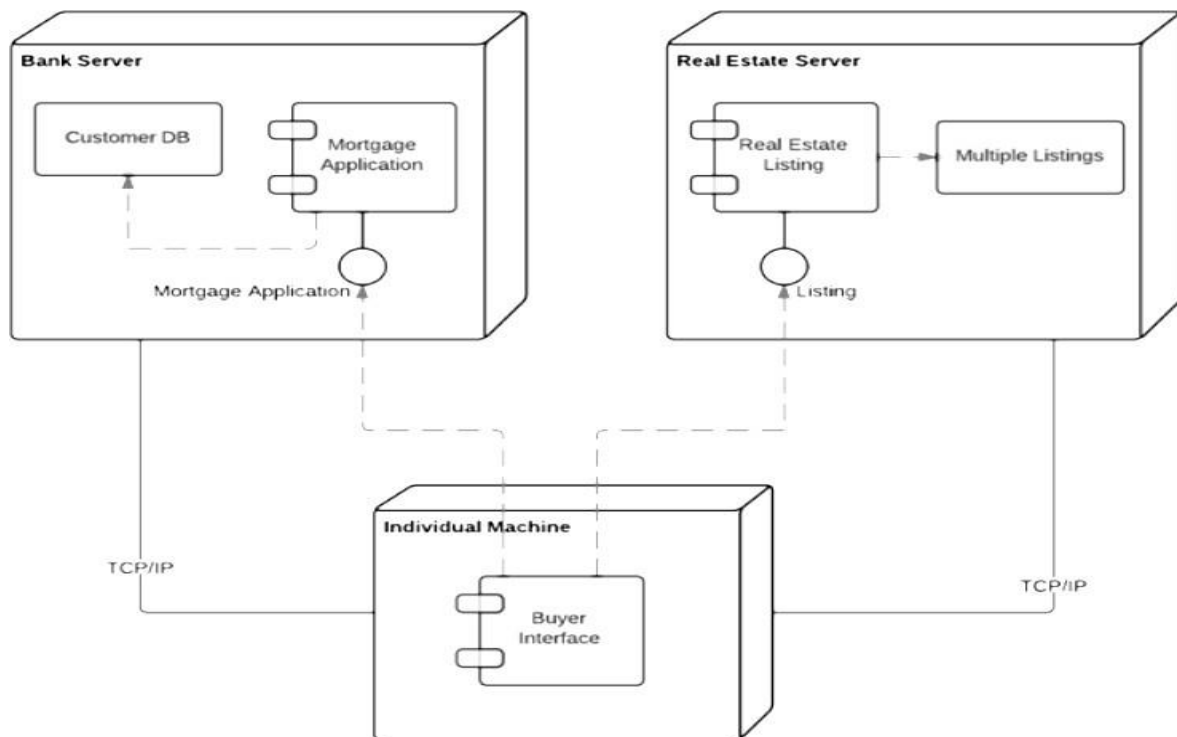 Bank Server
Customer DB
Mortgage
Application
Mortgage Application
Real Estate Server
Real Estate
Listing
Multiple Listings
Listing
Individual Machine
Buyer
Interface
TCP/IP
TCP/IP